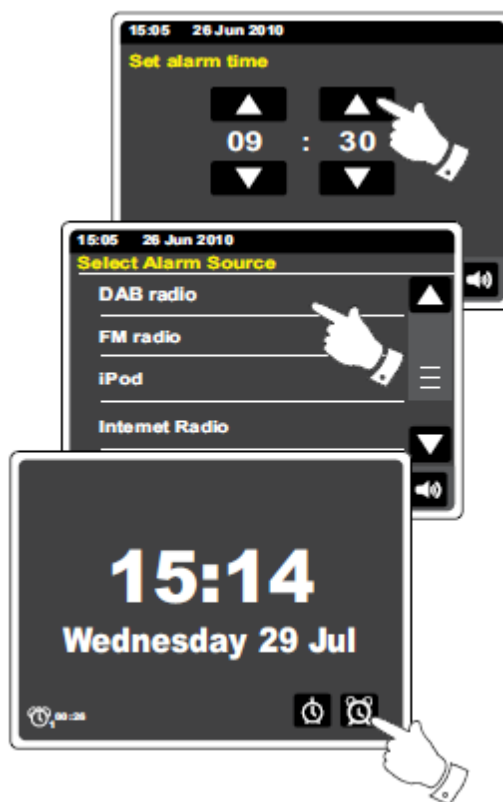 15:05 26 Jun 2010
Set alarm time
09 : 30
15:05 26 Jun 2010
Select Alarm Source
DAB radio
FM radio
iPod
Internet Radio
15:14
Wednesday 29 Jul
1